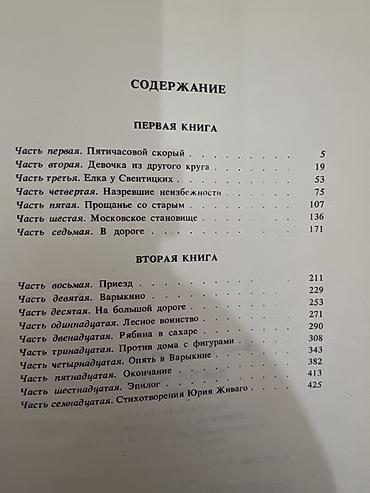 СОДЕРЖАНИЕ
ПЕРВАЯ КНИГА
Часть первая. Пятичасовой скорый . . . . . . . . . 5
Часть вторая. Девочка из другого круга . . . . . . 19
Часть третья. Елка у Свентицких . . . . . . . . . 53
Часть четвертая. Назревшие неизбежности . . . . . 75
Часть пятая. Прощанье со старым . . . . . . . . . 107
Часть шестая. Московское становище . . . . . . . 136
Часть седьмая. В дороге . . . . . . . . . . . . 171
ВТОРАЯ КНИГА
Часть восьмая. Приезд . . . . . . . . . . . . 211
Часть девятая. Варыкино . . . . . . . . . . . 229
Часть десятая. На большой дороге . . . . . . . 253
Часть одиннадцатая. Лесное воинство . . . . . . 271
Часть двенадцатая. Рябина в сахаре . . . . . . 290
Часть тринадцатая. Против дома с фигурами . . . . 308
Часть четырнадцатая. Опять в Варыкине . . . . . 343
Часть пятнадцатая. Окончание . . . . . . . . . 382
Часть шестнадцатая. Эпилог . . . . . . . . . . 413
Часть семнадцатая. Стихотворения Юрия Живаго . . . 425